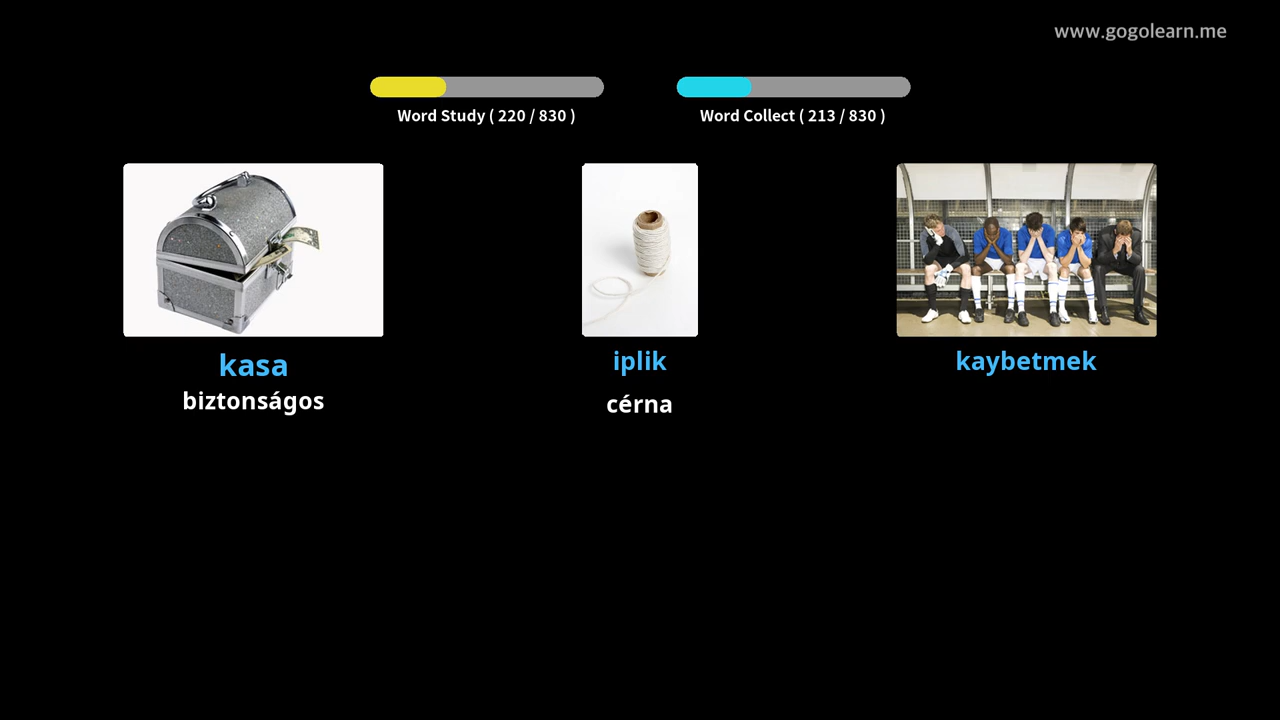 www.gogolearn.me
Word Study ( 220 / 830 )
Word Collect ( 213 / 830 )
kasa
biztonságos
iplik
cérna
kaybetmek